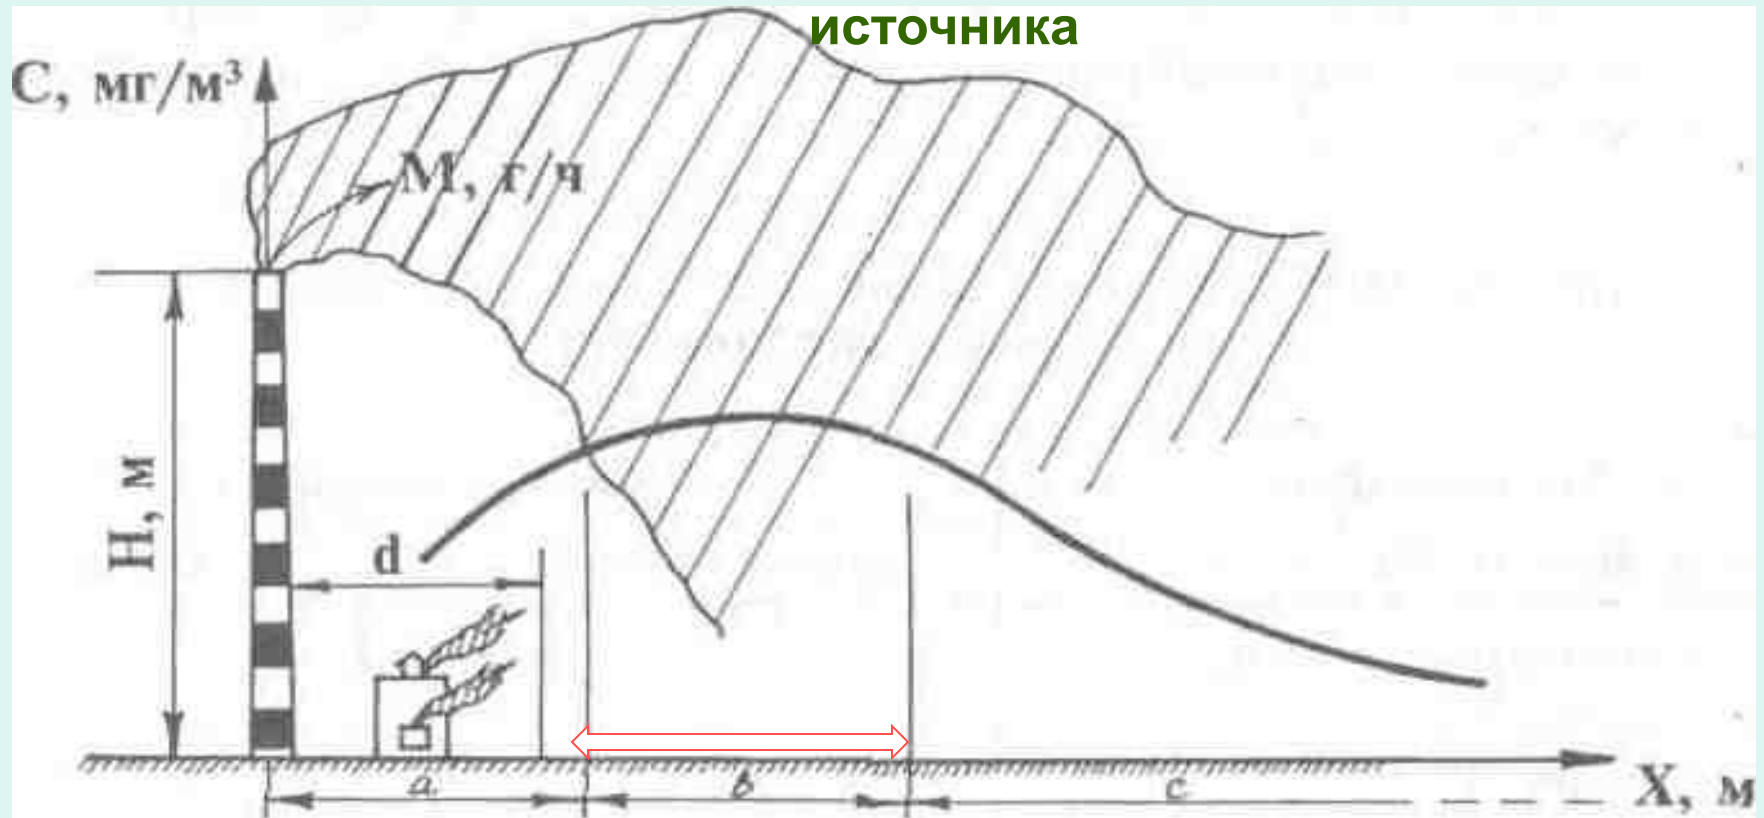 источника
С, мг/м³
М, г/ч
Н, м
d
а
в
с
Х, м